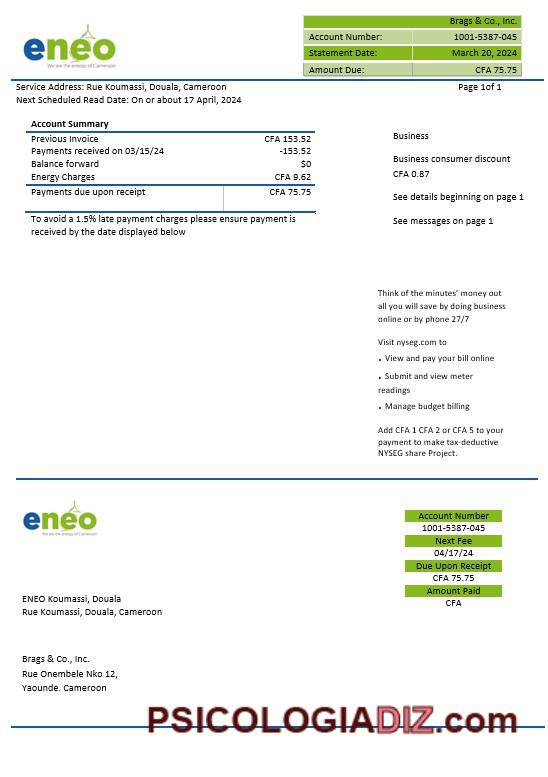 eneo
We are the energy of Cameroon
Brags & Co., Inc.
Account Number: 1001-5387-045
Statement Date: March 20, 2024
Amount Due: CFA 75.75
Service Address: Rue Koumassi, Douala, Cameroon
Page 1of 1
Next Scheduled Read Date: On or about 17 April, 2024
Account Summary
Previous Invoice CFA 153.52
Payments received on 03/15/24 -153.52
Balance forward $0
Energy Charges CFA 9.62
Payments due upon receipt CFA 75.75
To avoid a 1.5% late payment charges please ensure payment is
received by the date displayed below
Business
Business consumer discount
CFA 0.87
See details beginning on page 1
See messages on page 1
Think of the minutes’ money out
all you will save by doing business
online or by phone 27/7
Visit nyseg.com to
. View and pay your bill online
. Submit and view meter
readings
. Manage budget billing
Add CFA 1 CFA 2 or CFA 5 to your
payment to make tax-deductive
NYSEG share Project.
eneo
We are the energy of Cameroon
Account Number
1001-5387-045
Next Fee
04/17/24
Due Upon Receipt
CFA 75.75
Amount Paid
CFA
ENEO Koumassi, Douala
Rue Koumassi, Douala, Cameroon
Brags & Co., Inc.
Rue Onembele Nko 12,
Yaounde. Cameroon
PSICOLOGIADIZ.com